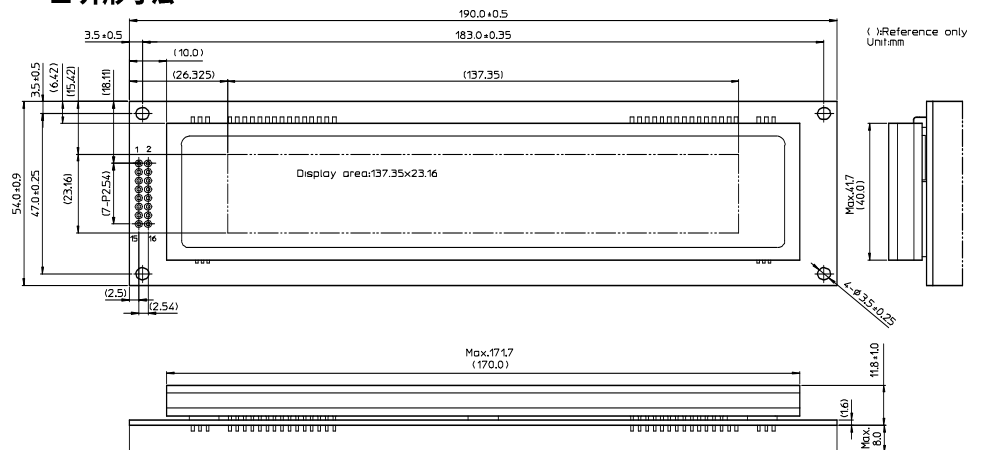 190.0±0.5
3.5±0.5
183.0±0.35
( ):Reference only
Unit:mm
(10.0)
(26.325)
(137.35)
3.5±0.5
(6.42)
(15.42)
(18.11)
1 2
Display area:137.35x23.16
54.0±0.9
47.0±0.25
(23.16)
(7-P2.54)
Max.41.7
(40.0)
15 16
(2.5)
(2.54)
4-ø3.5±0.25
Max.171.7
(170.0)
11.8±1.0
(1.6)
Max.
8.0